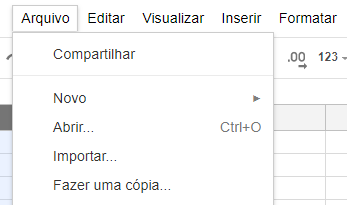 Arquivo Editar Visualizar Inserir Formatar
Compartilhar
.00 123
Novo ►
Abrir... Ctrl+O
Importar...
Fazer uma cópia...